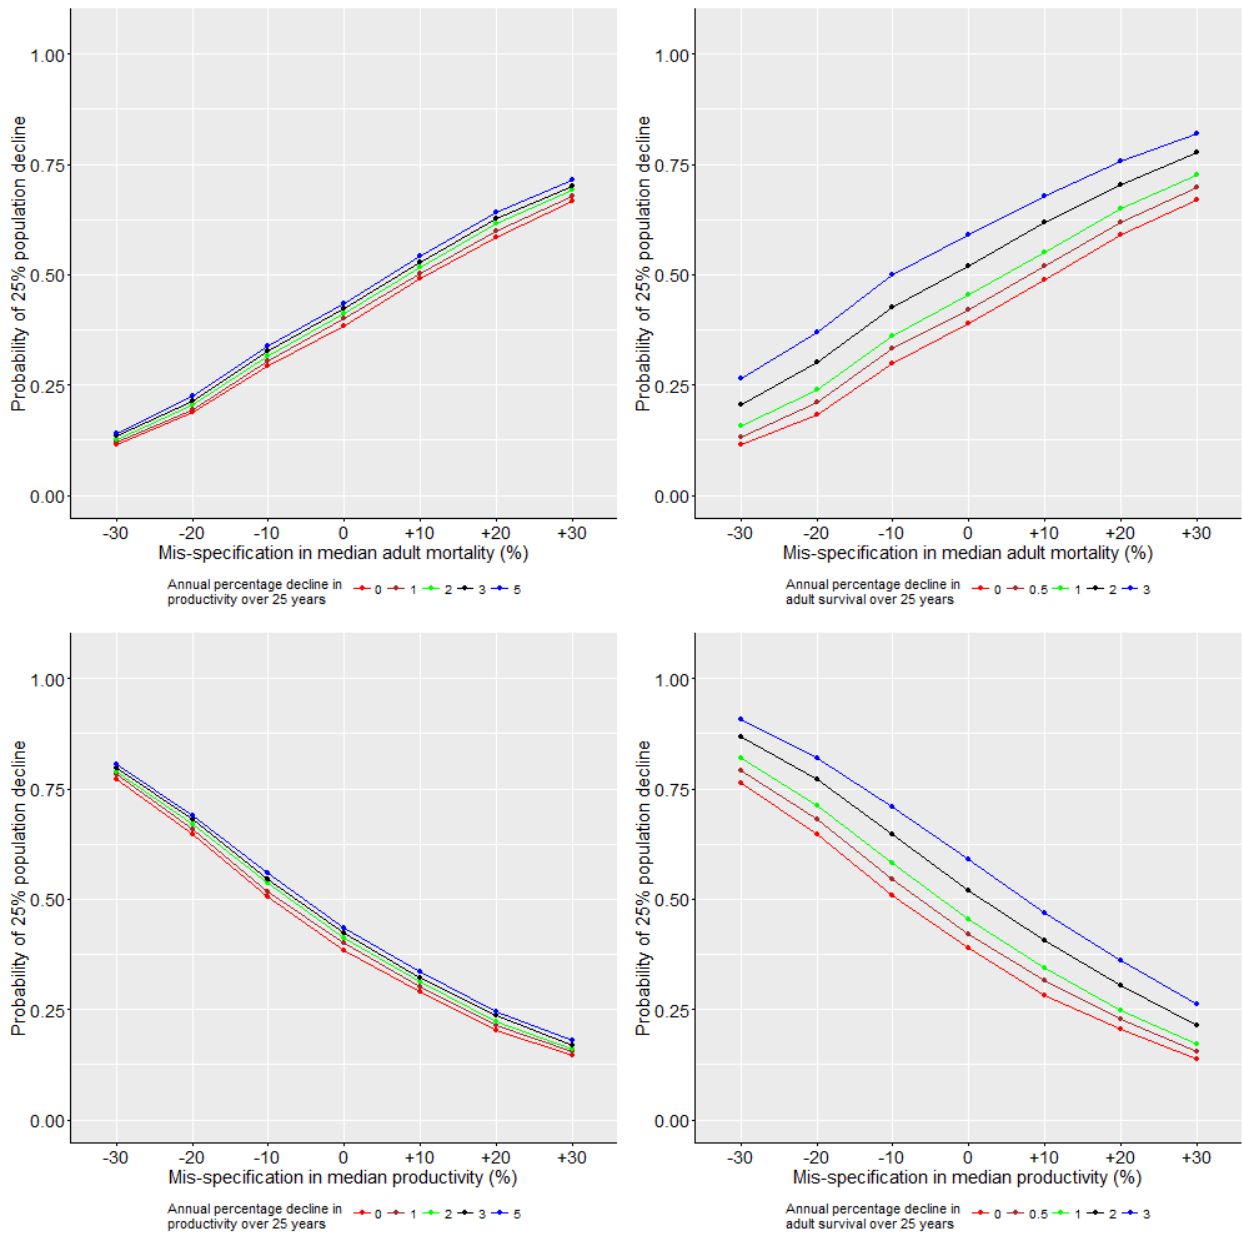 Probability of 25% population decline
1.00
0.75
0.50
0.25
0.00
-30 -20 -10 0 +10 +20 +30
Mis-specification in median adult mortality (%)
Annual percentage decline in
productivity over 25 years
0 1 2 3 5
Probability of 25% population decline
1.00
0.75
0.50
0.25
0.00
-30 -20 -10 0 +10 +20 +30
Mis-specification in median adult mortality (%)
Annual percentage decline in
adult survival over 25 years
0 0.5 1 2 3
Probability of 25% population decline
1.00
0.75
0.50
0.25
0.00
-30 -20 -10 0 +10 +20 +30
Mis-specification in median productivity (%)
Annual percentage decline in
productivity over 25 years
0 1 2 3 5
Probability of 25% population decline
1.00
0.75
0.50
0.25
0.00
-30 -20 -10 0 +10 +20 +30
Mis-specification in median productivity (%)
Annual percentage decline in
adult survival over 25 years
0 0.5 1 2 3